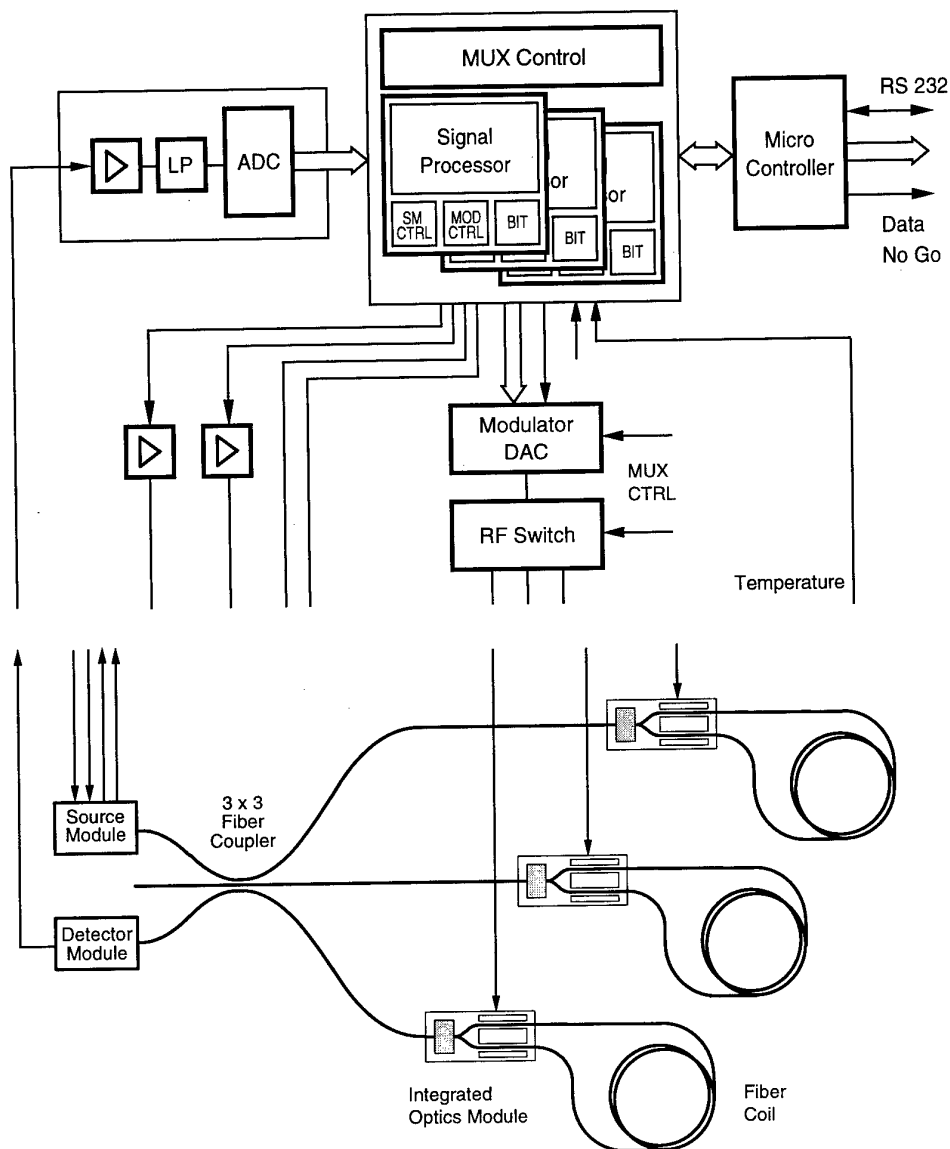 MUX Control
RS 232
Signal
Processor
Micro
Controller
LP
ADC
or
or
SM
CTRL
MOD
CTRL
BIT
BIT
BIT
Data
No Go
Modulator
DAC
MUX
CTRL
RF Switch
Temperature
Source
Module
3 x 3
Fiber
Coupler
Detector
Module
Integrated
Optics Module
Fiber
Coil